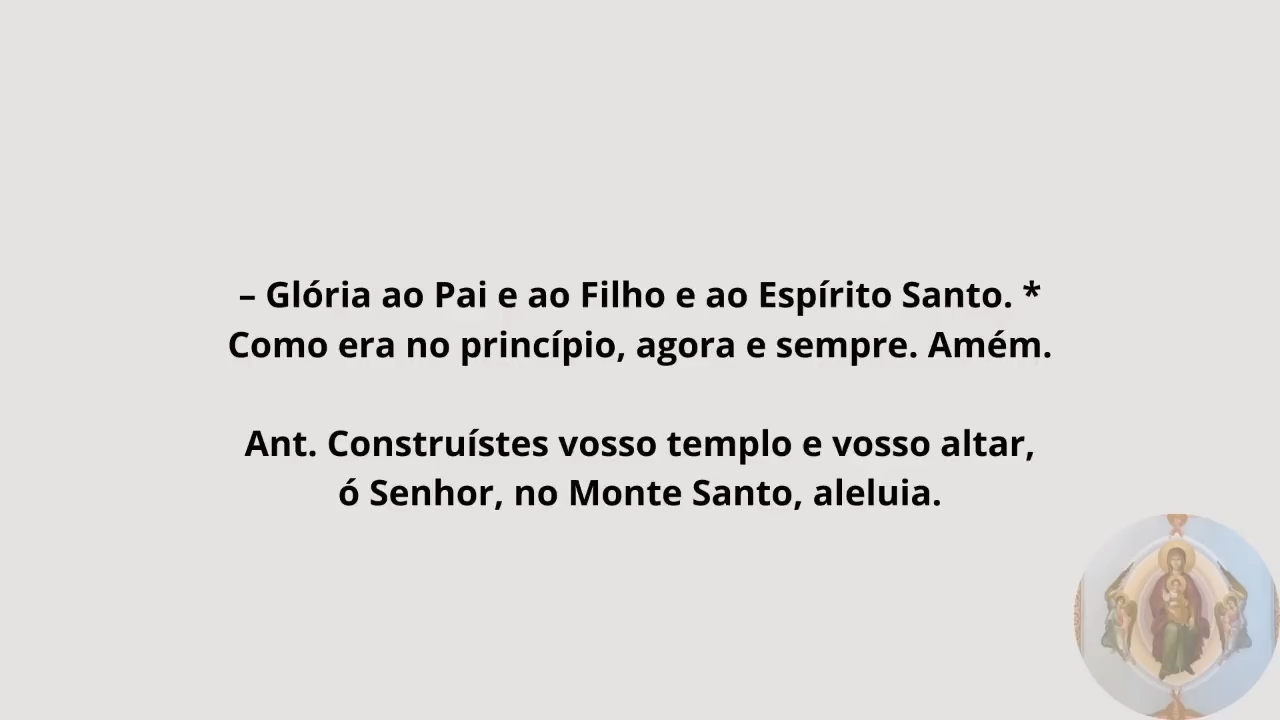 – Glória ao Pai e ao Filho e ao Espírito Santo. *
Como era no princípio, agora e sempre. Amém.
Ant. Construístes vosso templo e vosso altar,
ó Senhor, no Monte Santo, aleluia.